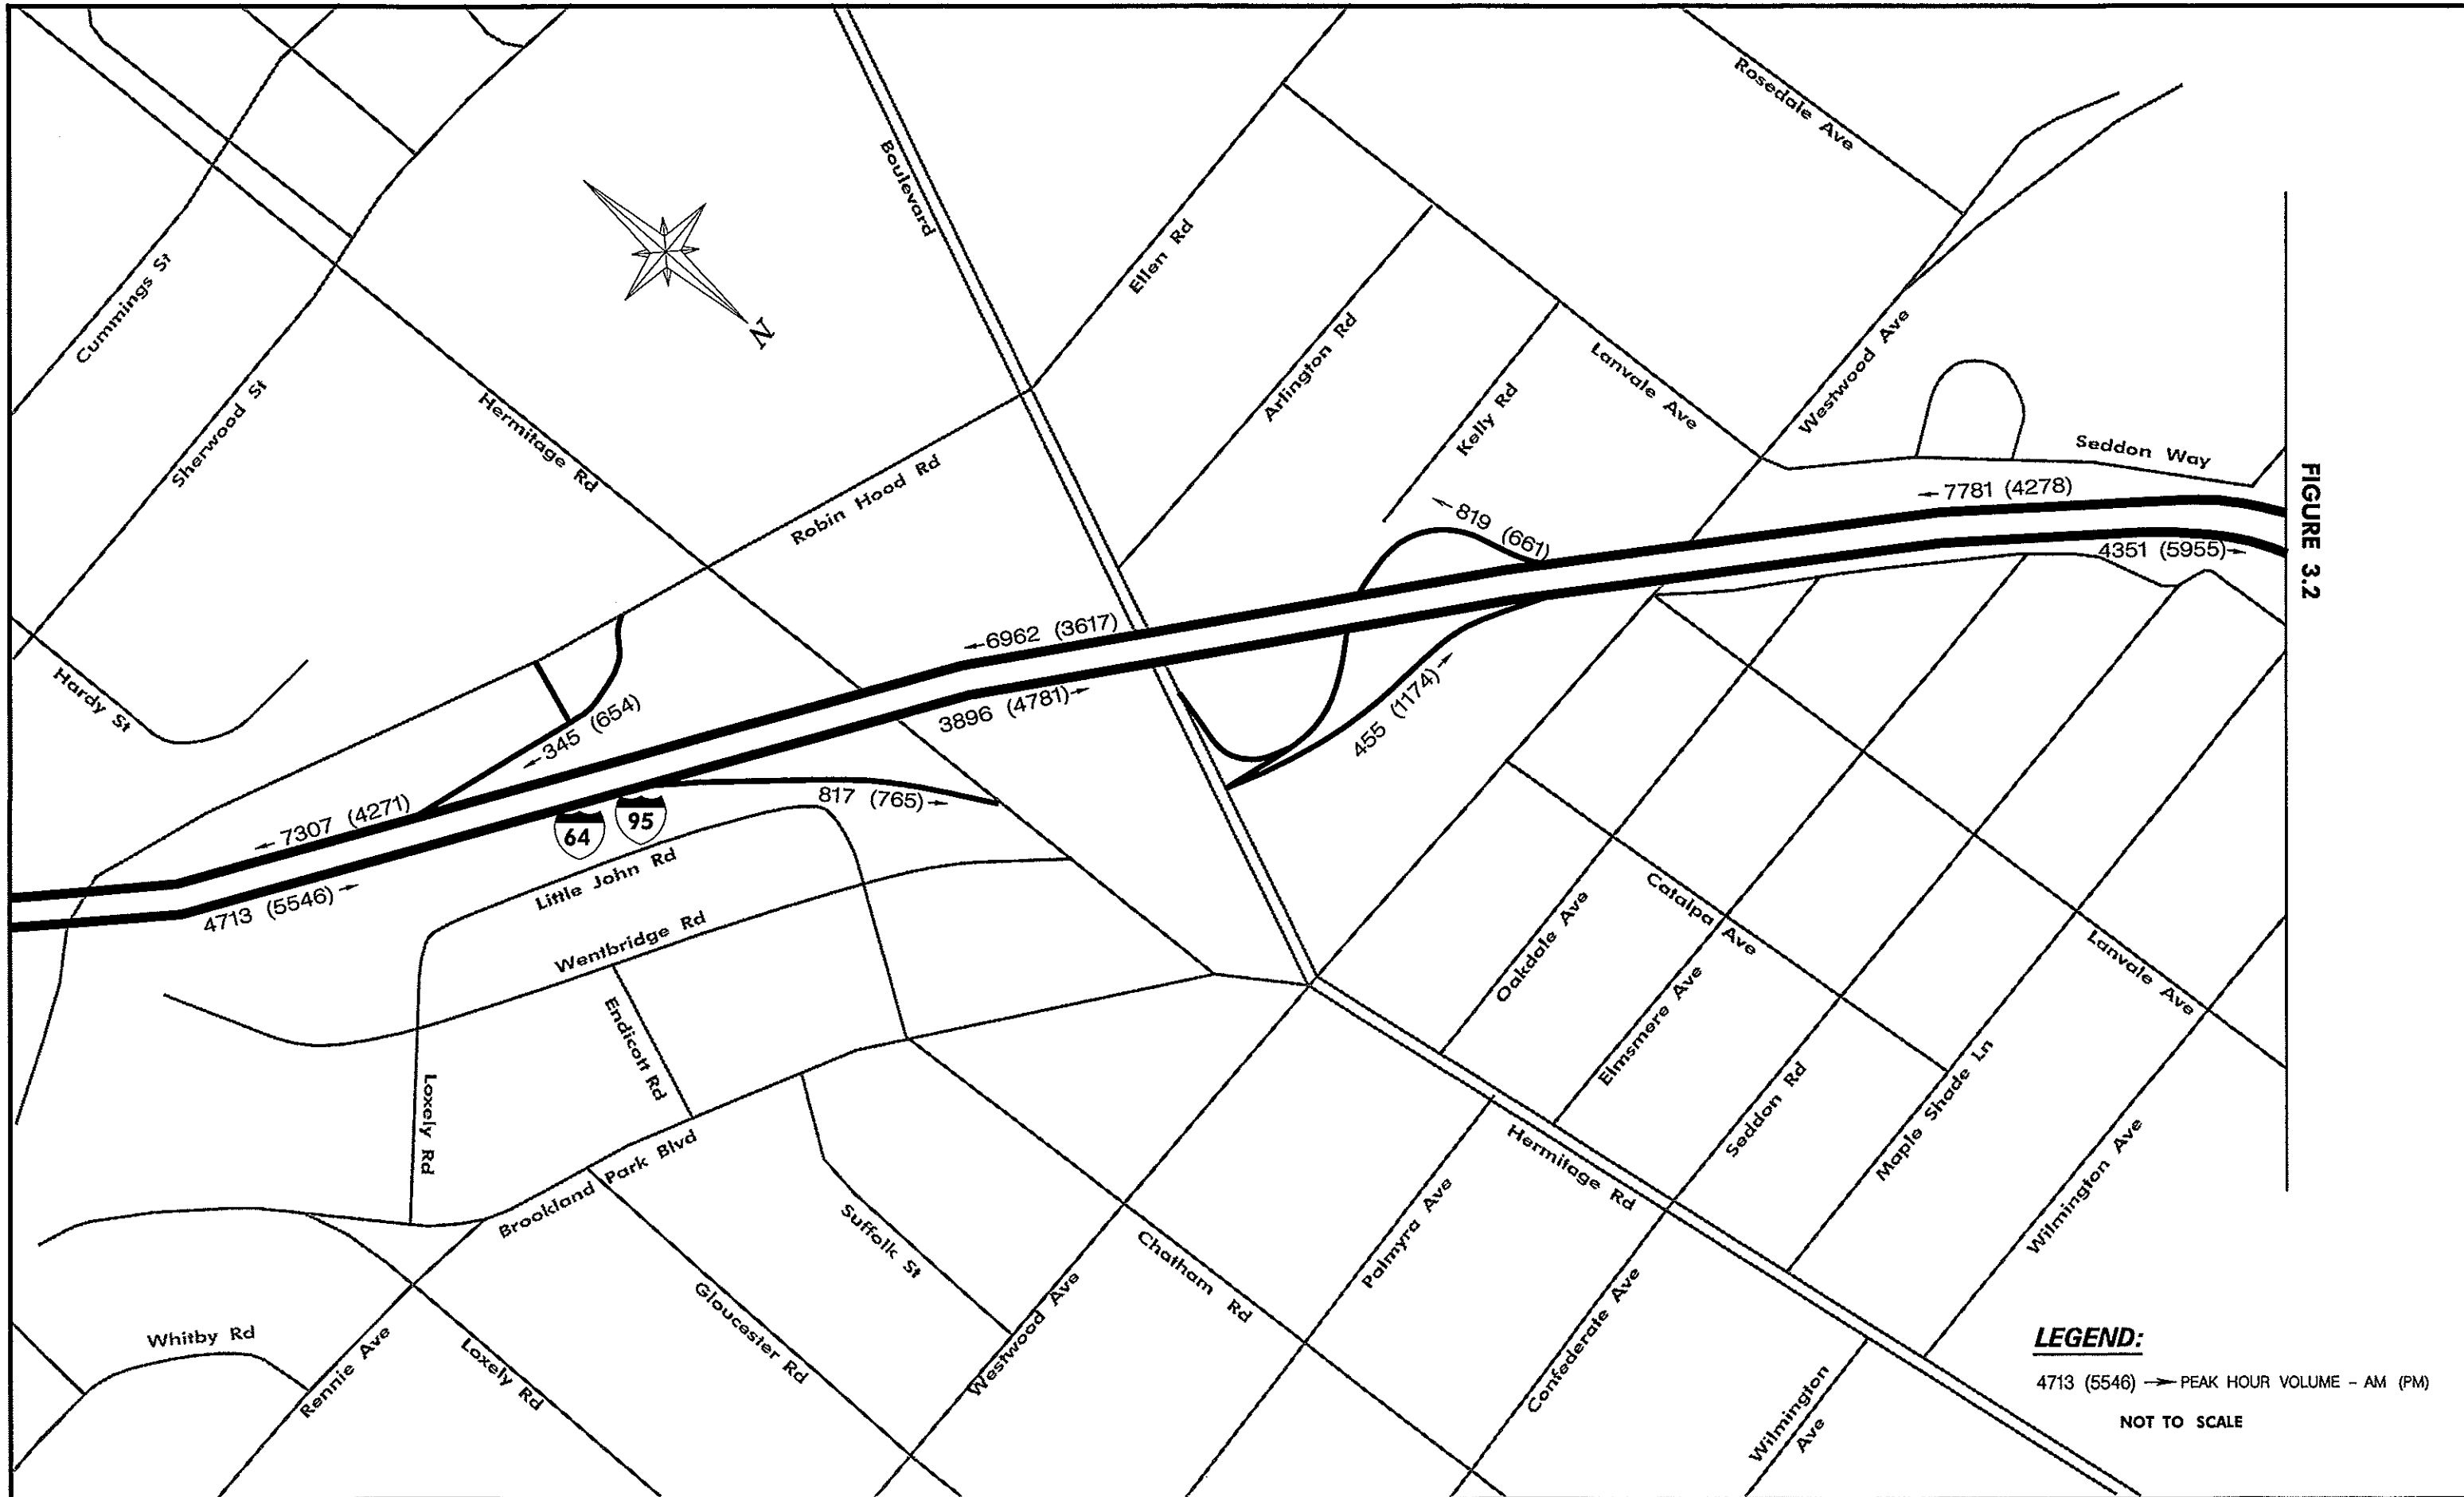 Rosedale Ave
Boulevard
Ellen Rd
Cummings St
Arlington Rd
Westwood Ave
N
Lanvale Ave
Kelly Rd
Sherwood St
Hermitage Rd
Seddon Way
Robin Hood Rd
←7781 (4278)
FIGURE 3.2
←819 (661)
4351 (5955)→
←6962 (3617)
Hardy St
3896 (4781)→
←345 (654)
455 (1174)→
817 (765)→
←7307 (4271)
64
95
Little John Rd
4713 (5546)→
Wentbridge Rd
Catalpa Ave
Oakdale Ave
Lanvale Ave
Endicott Rd
Elmsmere Ave
Loxely Rd
Seddon Rd
Maple Shade Ln
Wilmington Ave
Hermitage Rd
Brookland Park Blvd
Palmyra Ave
Suffolk St
Chatham Rd
Westwood Ave
Confederate Ave
Gloucester Rd
Whitby Rd
Rennie Ave
Loxely Rd
Wilmington
Ave
LEGEND:
4713 (5546) → PEAK HOUR VOLUME - AM (PM)
NOT TO SCALE